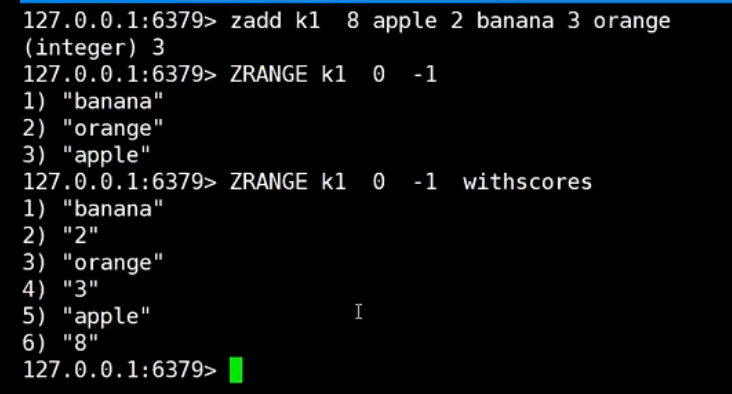 127.0.0.1:6379> zadd k1  8 apple 2 banana 3 orange
(integer) 3
127.0.0.1:6379> ZRANGE k1  0  -1
1) "banana"
2) "orange"
3) "apple"
127.0.0.1:6379> ZRANGE k1  0  -1  withscores
1) "banana"
2) "2"
3) "orange"
4) "3"
5) "apple"
6) "8"
127.0.0.1:6379>